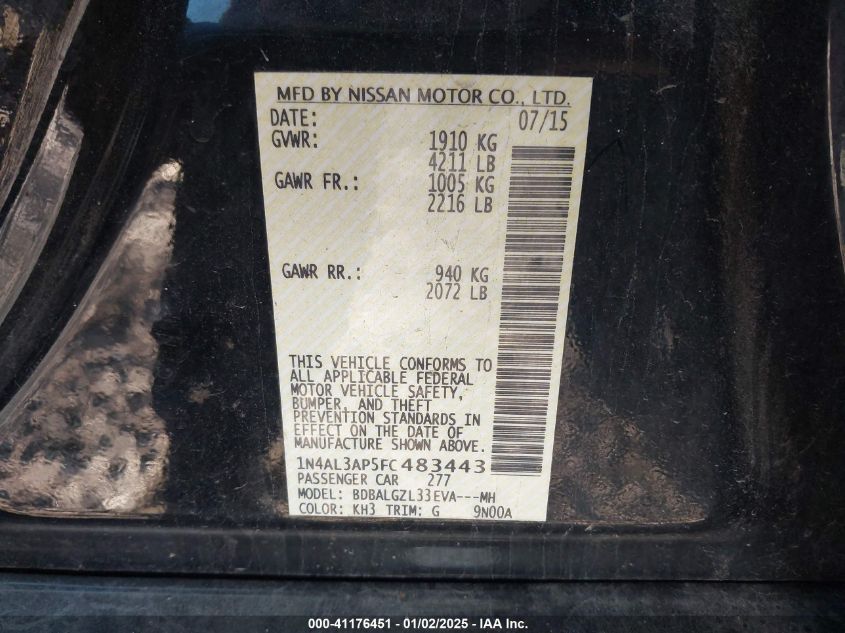 MFD BY NISSAN MOTOR CO., LTD.
DATE: 07/15
GVWR: 1910 KG
4211 LB
GAWR FR.: 1005 KG
2216 LB
GAWR RR.: 940 KG
2072 LB
THIS VEHICLE CONFORMS TO
ALL APPLICABLE FEDERAL
MOTOR VEHICLE SAFETY,
BUMPER, AND THEFT
PREVENTION STANDARDS IN
EFFECT ON THE DATE OF
MANUFACTURE SHOWN ABOVE.
1N4AL3AP5FC483443
PASSENGER CAR 277
MODEL: BDBALGZL33EVA---MH
COLOR: KH3 TRIM: G 9N00A
000-41176451 - 01/02/2025 - IAA Inc.